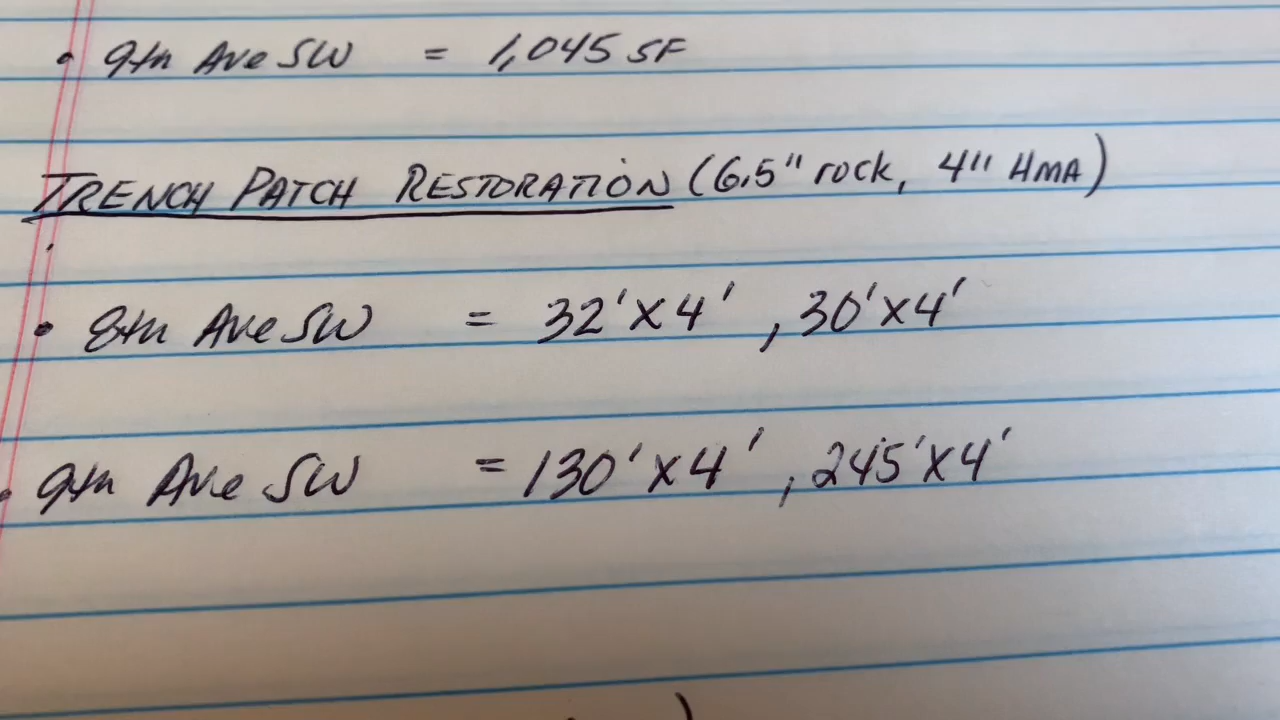 • 9th Ave SW = 1,045 SF
TRENCH PATCH RESTORATION (6.5" rock, 4" HMA)
• 8th Ave SW = 32'x4', 30'x4'
• 9th Ave SW = 130'x4', 245'x4'